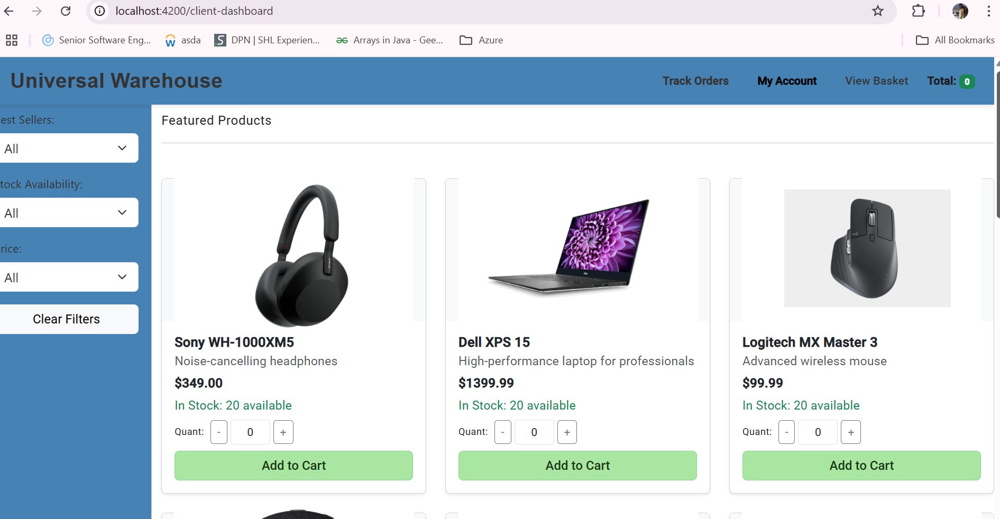 localhost:4200/client-dashboard
Senior Software Eng...
asda
DPN | SHL Experien...
Arrays in Java - Gee...
Azure
All Bookmarks
Universal Warehouse
Track Orders
My Account
View Basket
Total: 0
est Sellers:
All
tock Availability:
All
rice:
All
Clear Filters
Featured Products
Sony WH-1000XM5
Noise-cancelling headphones
$349.00
In Stock: 20 available
Quant: - 0 +
Add to Cart
DELL
Dell XPS 15
High-performance laptop for professionals
$1399.99
In Stock: 20 available
Quant: - 0 +
Add to Cart
logi
Logitech MX Master 3
Advanced wireless mouse
$99.99
In Stock: 20 available
Quant: - 0 +
Add to Cart